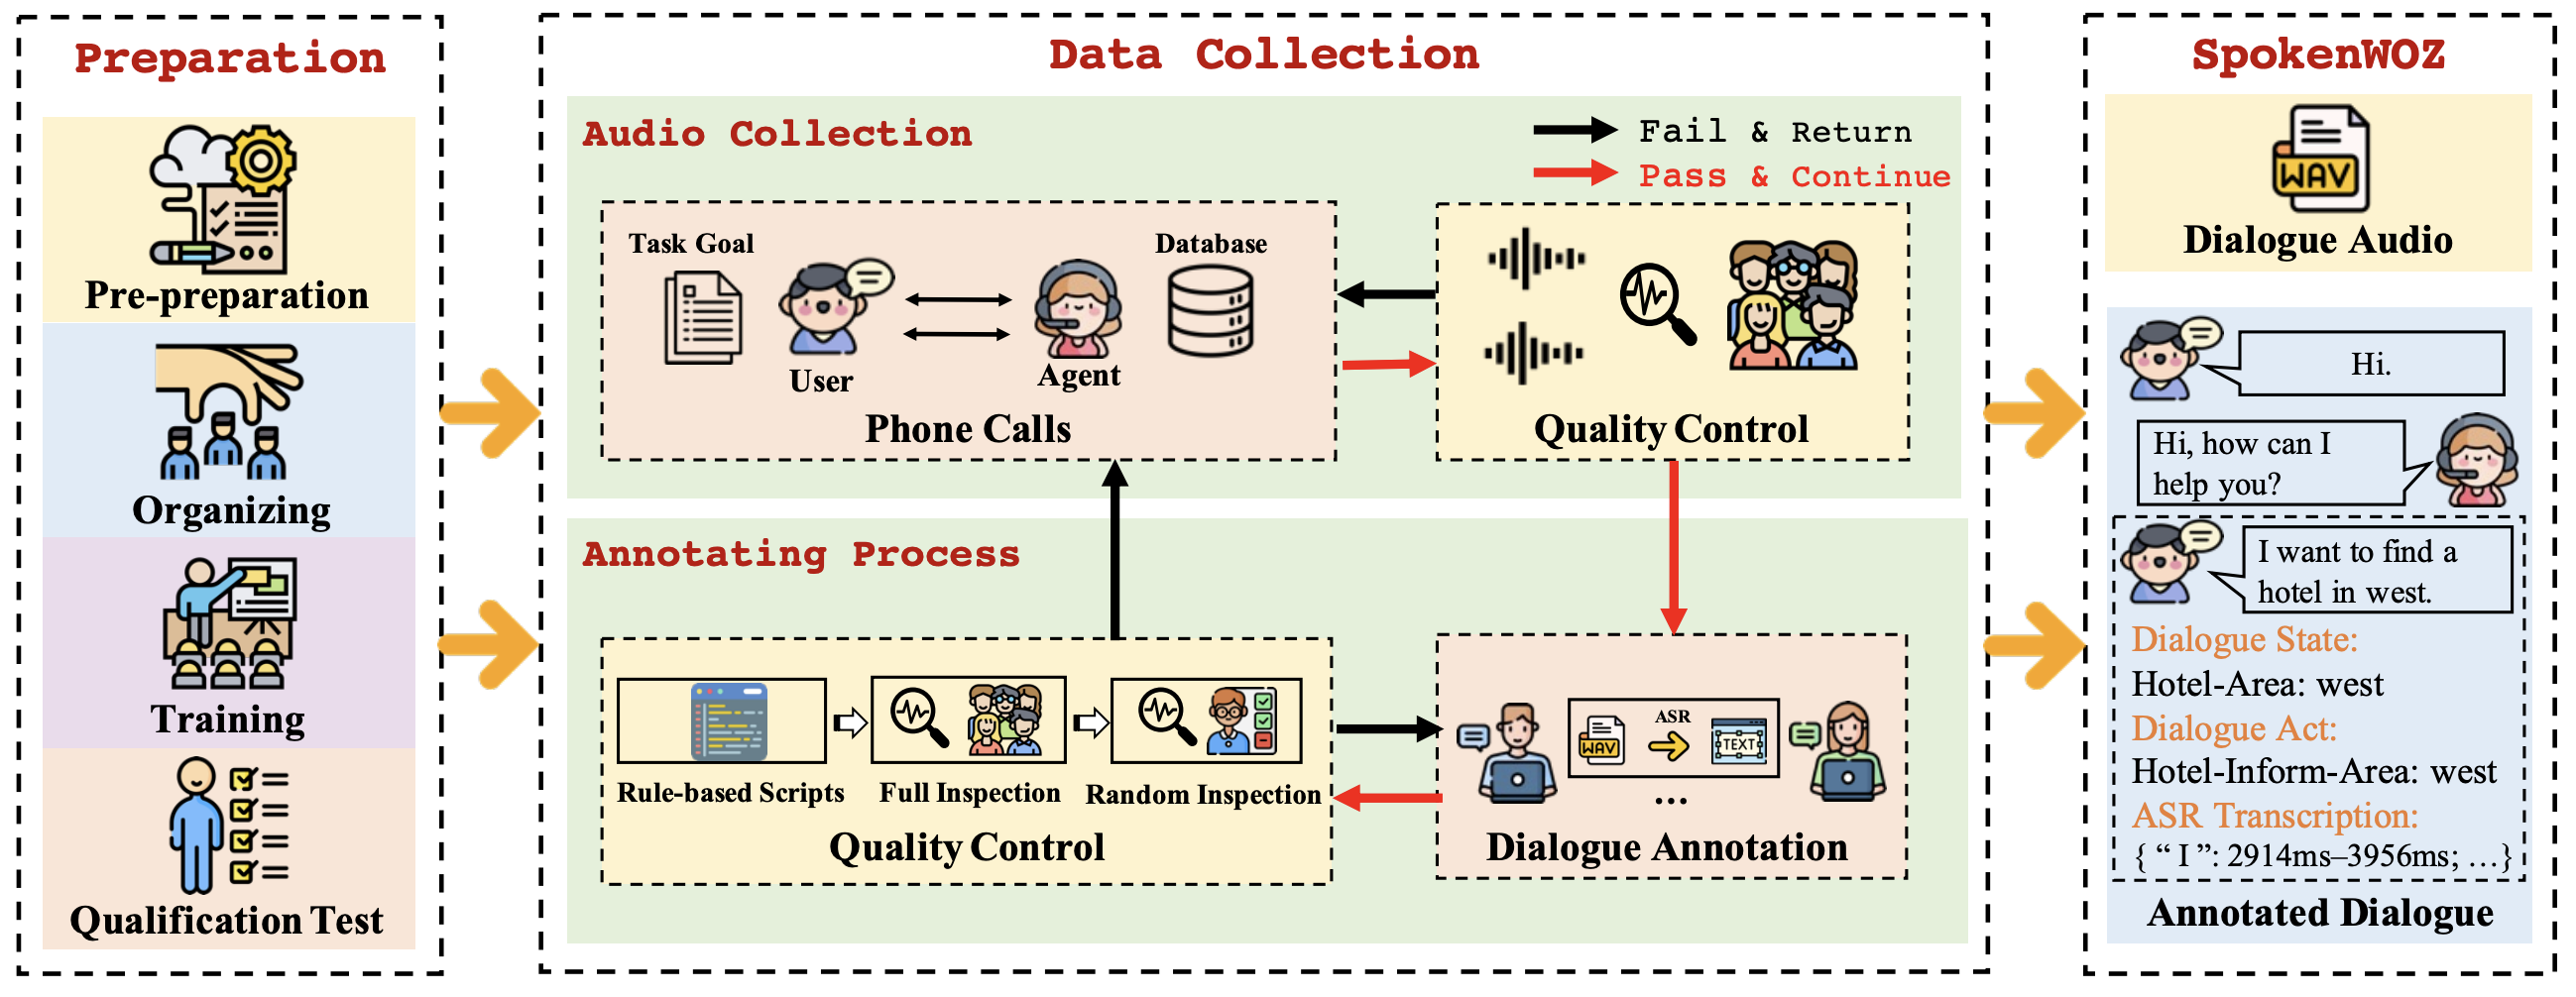 Preparation
Pre-preparation
Organizing
Training
Qualification Test
Data Collection
Audio Collection
Fail & Return
Pass & Continue
Task Goal
Database
User
Agent
Phone Calls
Quality Control
Annotating Process
Rule-based Scripts
Full Inspection
Random Inspection
Quality Control
WAV
ASR
TEXT
...
Dialogue Annotation
SpokenWOZ
WAV
Dialogue Audio
Hi.
Hi, how can I
help you?
I want to find a
hotel in west.
Dialogue State:
Hotel-Area: west
Dialogue Act:
Hotel-Inform-Area: west
ASR Transcription:
{ “ I ”: 2914ms–3956ms; …}
Annotated Dialogue